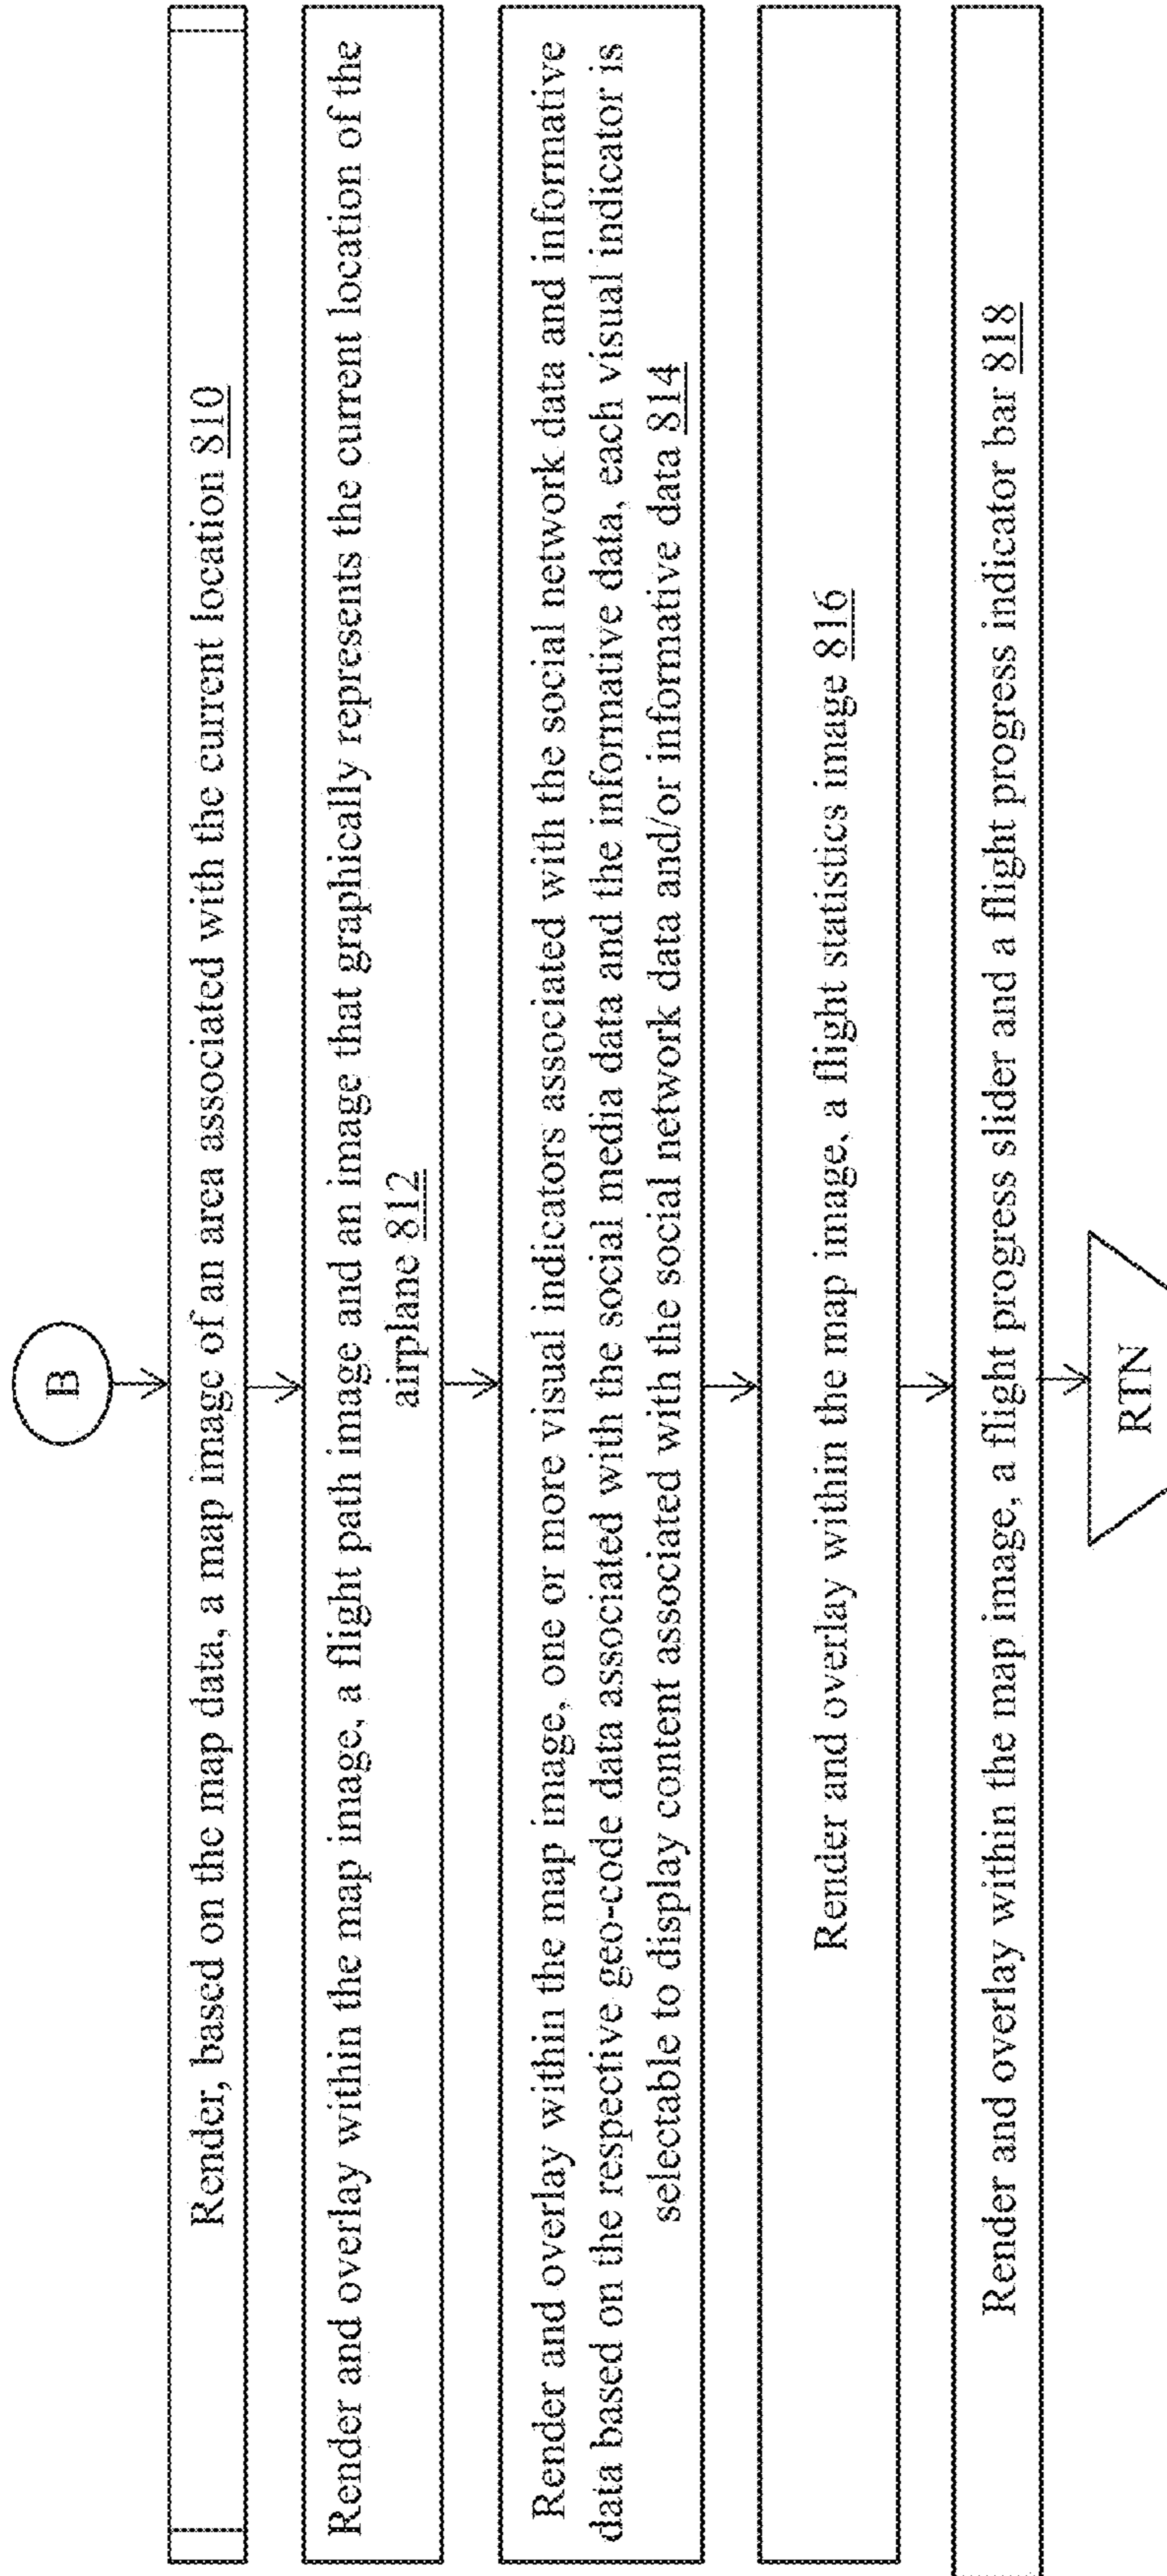 B
Render, based on the map data, a map image of an area associated with the current location 810
Render and overlay within the map image, a flight path image and an image that graphically represents the current location of the
airplane 812
Render and overlay within the map image, one or more visual indicators associated with the social network data and informative
data based on the respective geo-code data associated with the social media data and the informative data, each visual indicator is
selectable to display content associated with the social network data and/or informative data 814
Render and overlay within the map image, a flight statistics image 816
Render and overlay within the map image, a flight progress slider and a flight progress indicator bar 818
RTN